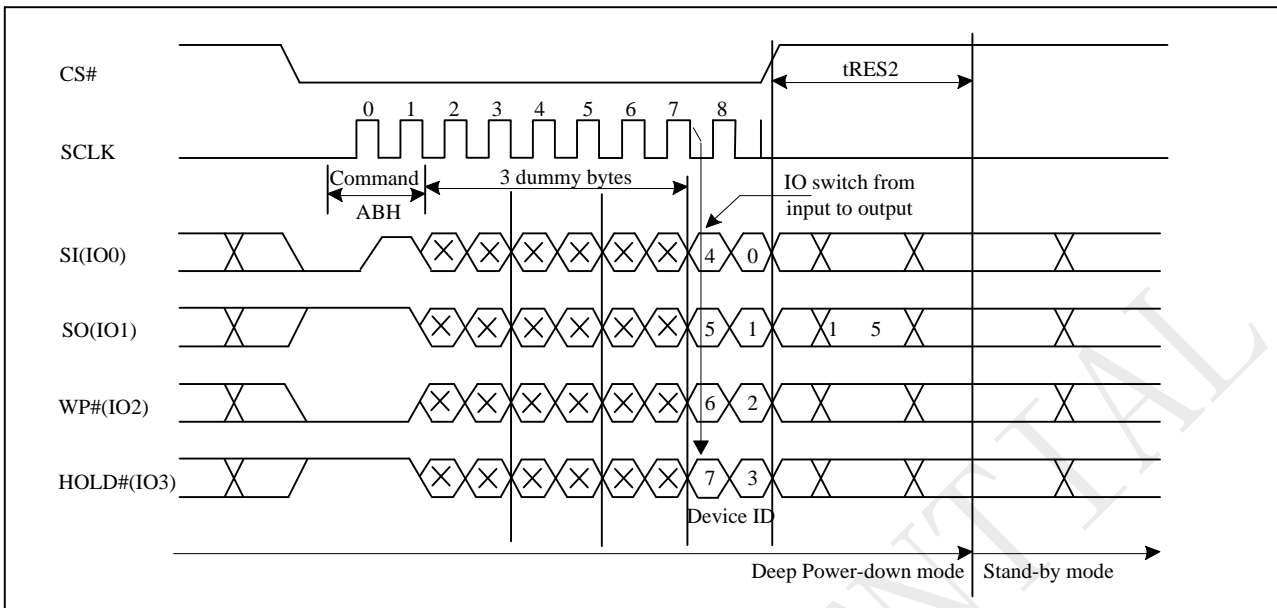 CS#
tRES2
0 1 2 3 4 5 6 7 8
SCLK
Command
ABH
3 dummy bytes
IO switch from
input to output
SI(IO0)
4 0
SO(IO1)
5 1 1 5
WP#(IO2)
6 2
HOLD#(IO3)
7 3
Device ID
Deep Power-down mode Stand-by mode